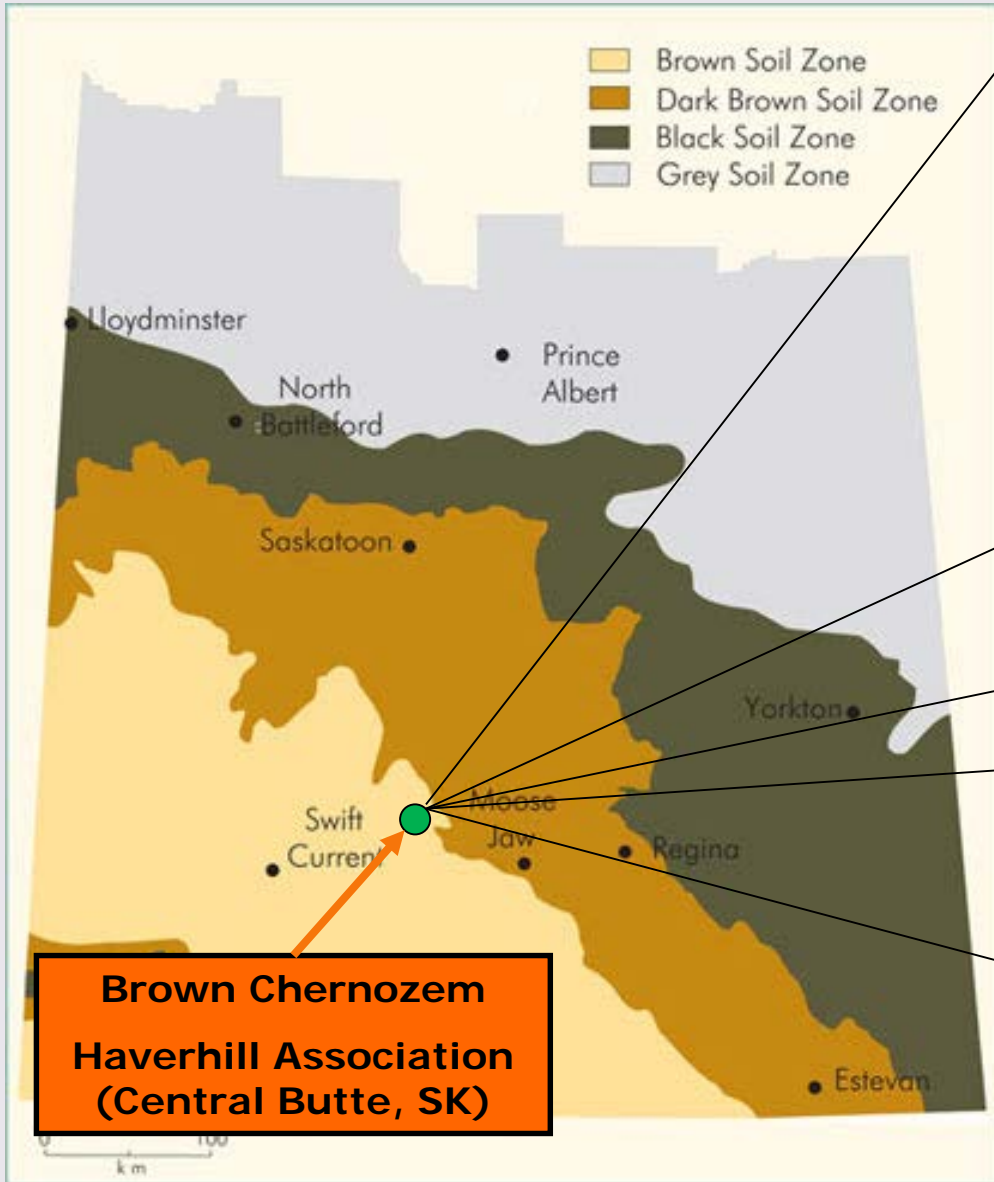 Brown Soil Zone
Dark Brown Soil Zone
Black Soil Zone
Grey Soil Zone
Lloydminster
Prince
Albert
North
Battleford
Saskatoon
Yorkton
Moose
Jaw
Swift
Current
Regina
Brown Chernozem
Haverhill Association
(Central Butte, SK)
Estevan
0 100
km